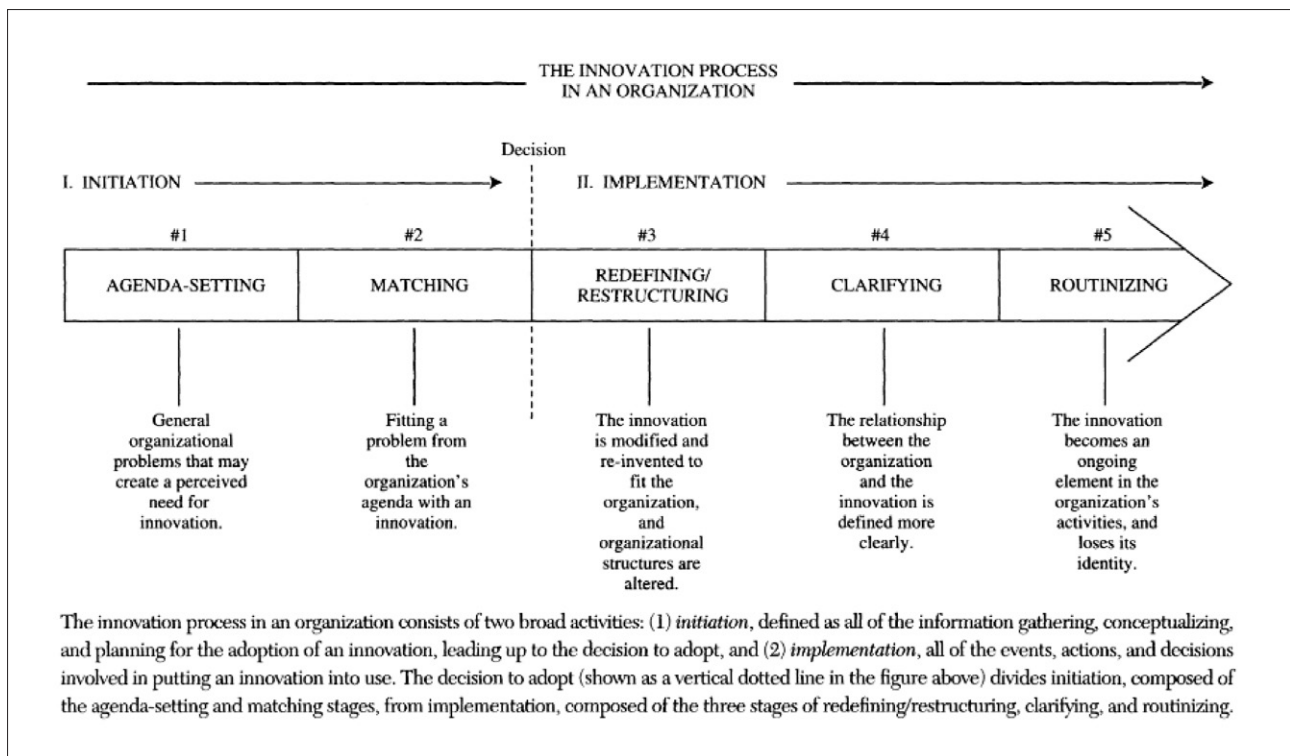 THE INNOVATION PROCESS
IN AN ORGANIZATION
Decision
I. INITIATION
II. IMPLEMENTATION
#1
#2
#3
#4
#5
AGENDA-SETTING
MATCHING
REDEFINING/
RESTRUCTURING
CLARIFYING
ROUTINIZING
General
organizational
problems that may
create a perceived
need for
innovation.
Fitting a
problem from
the
organization's
agenda with an
innovation.
The innovation
is modified and
re-invented to
fit the
organization,
and
organizational
structures are
altered.
The relationship
between the
organization
and the
innovation is
defined more
clearly.
The innovation
becomes an
ongoing
element in the
organization's
activities, and
loses its
identity.
The innovation process in an organization consists of two broad activities: (1) initiation, defined as all of the information gathering, conceptualizing,
and planning for the adoption of an innovation, leading up to the decision to adopt, and (2) implementation, all of the events, actions, and decisions
involved in putting an innovation into use. The decision to adopt (shown as a vertical dotted line in the figure above) divides initiation, composed of
the agenda-setting and matching stages, from implementation, composed of the three stages of redefining/restructuring, clarifying, and routinizing.